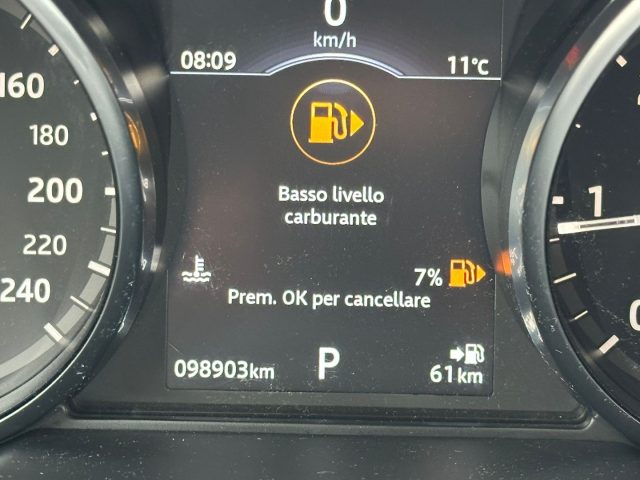 0
km/h
08:09
11°C
160
180
200
220
240
Basso livello
carburante
7%
Prem. OK per cancellare
098903km
P
61km
1
0